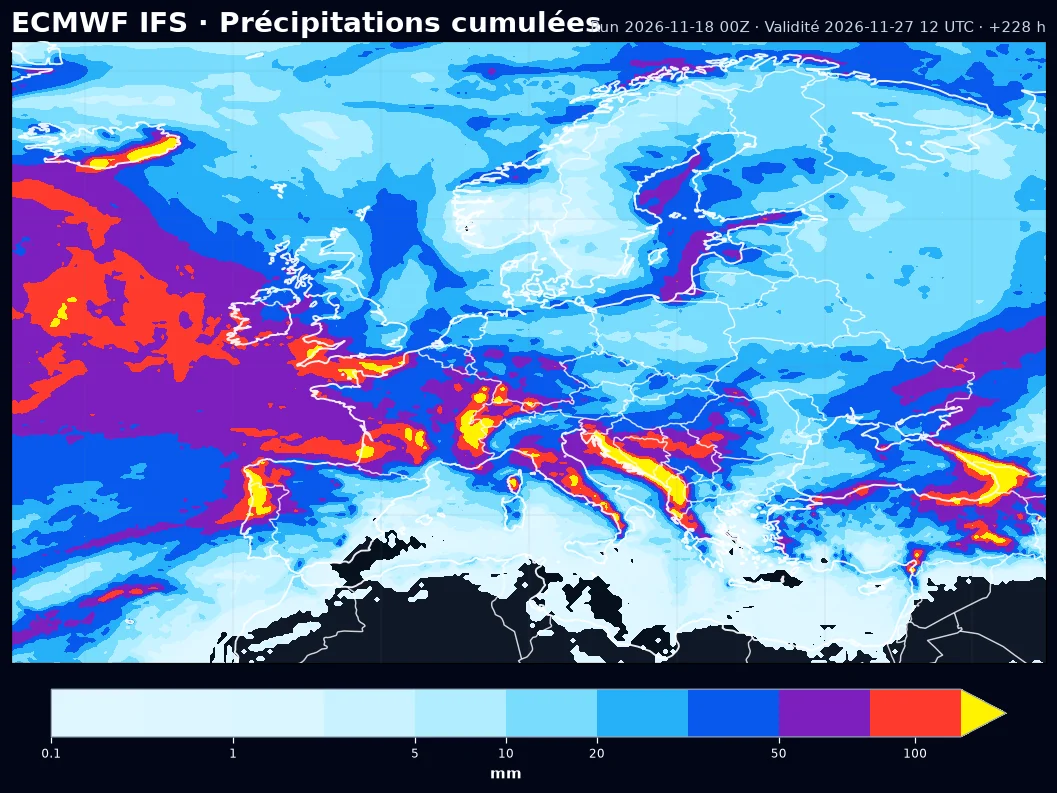 ECMWF IFS · Précipitations cumulées
Run 2026-11-18 00Z · Validité 2026-11-27 12 UTC · +228 h
0.1 1 5 10 20 50 100
mm